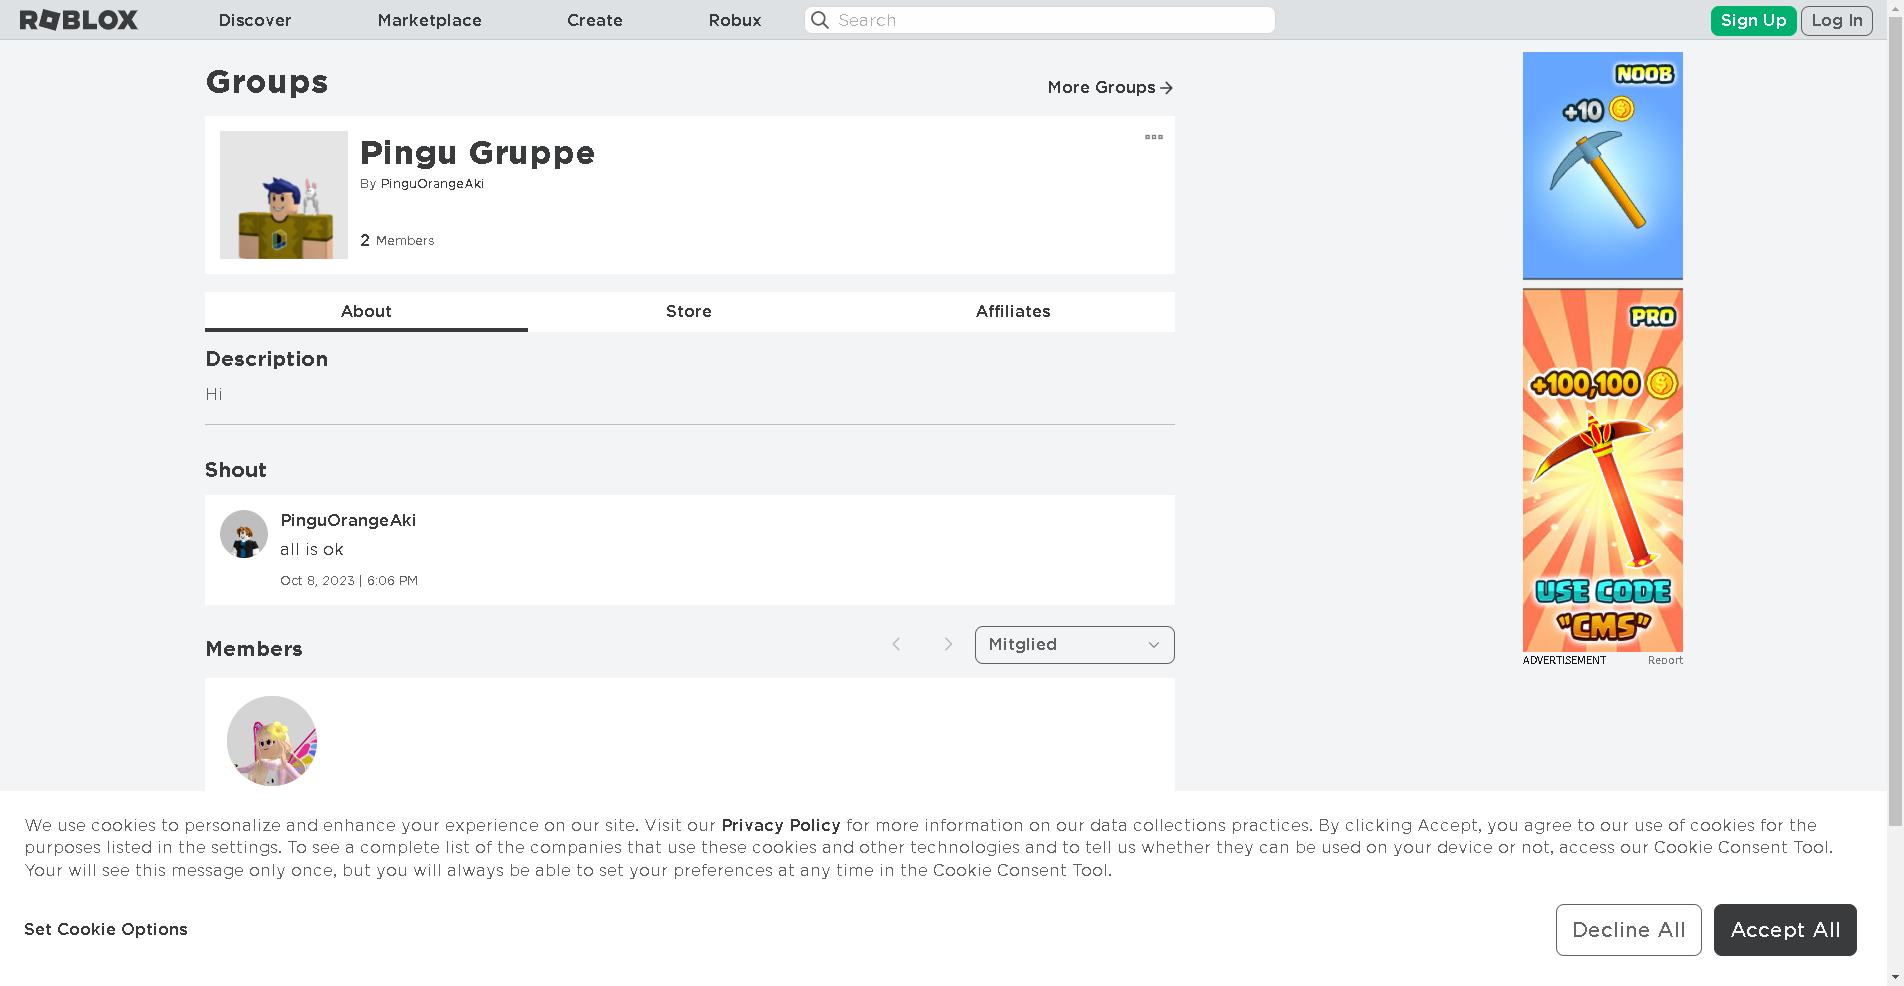 ROBLOX
Discover
Marketplace
Create
Robux
Search
Sign Up
Log In
Groups
More Groups
Pingu Gruppe
By PinguOrangeAki
2 Members
About
Store
Affiliates
Description
Hi
Shout
PinguOrangeAki
all is ok
Oct 8, 2023 | 6:06 PM
Members
Mitglied
NOOB
+10
PRO
+100,100
USE CODE
"CMS"
ADVERTISEMENT
Report
We use cookies to personalize and enhance your experience on our site. Visit our Privacy Policy for more information on our data collections practices. By clicking Accept, you agree to our use of cookies for the
purposes listed in the settings. To see a complete list of the companies that use these cookies and other technologies and to tell us whether they can be used on your device or not, access our Cookie Consent Tool.
Your will see this message only once, but you will always be able to set your preferences at any time in the Cookie Consent Tool.
Set Cookie Options
Decline All
Accept All